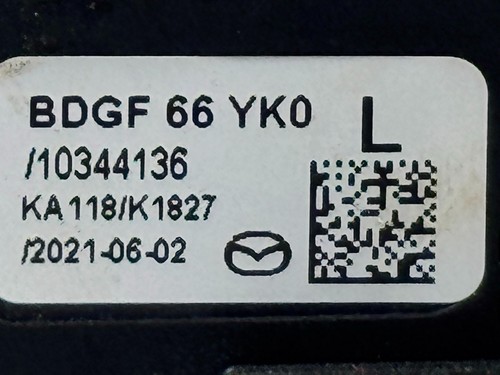 BDGF 66 YK0
L
/10344136
KA118/K1827
/2021-06-02